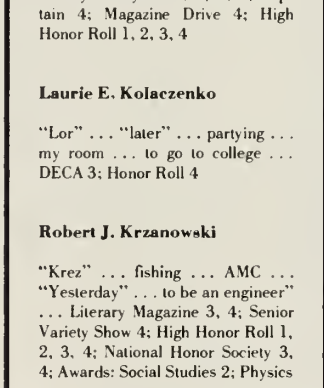 tain 4; Magazine Drive 4; High
Honor Roll 1, 2, 3, 4
Laurie E. Kolaczenko
"Lor" ... "later" ... partying ...
my room ... to go to college ...
DECA 3; Honor Roll 4
Robert J. Krzanowski
"Krez" ... fishing ... AMC ...
"Yesterday" ... to be an engineer"
... Literary Magazine 3, 4; Senior
Variety Show 4; High Honor Roll 1,
2, 3, 4; National Honor Society 3,
4; Awards: Social Studies 2; Physics